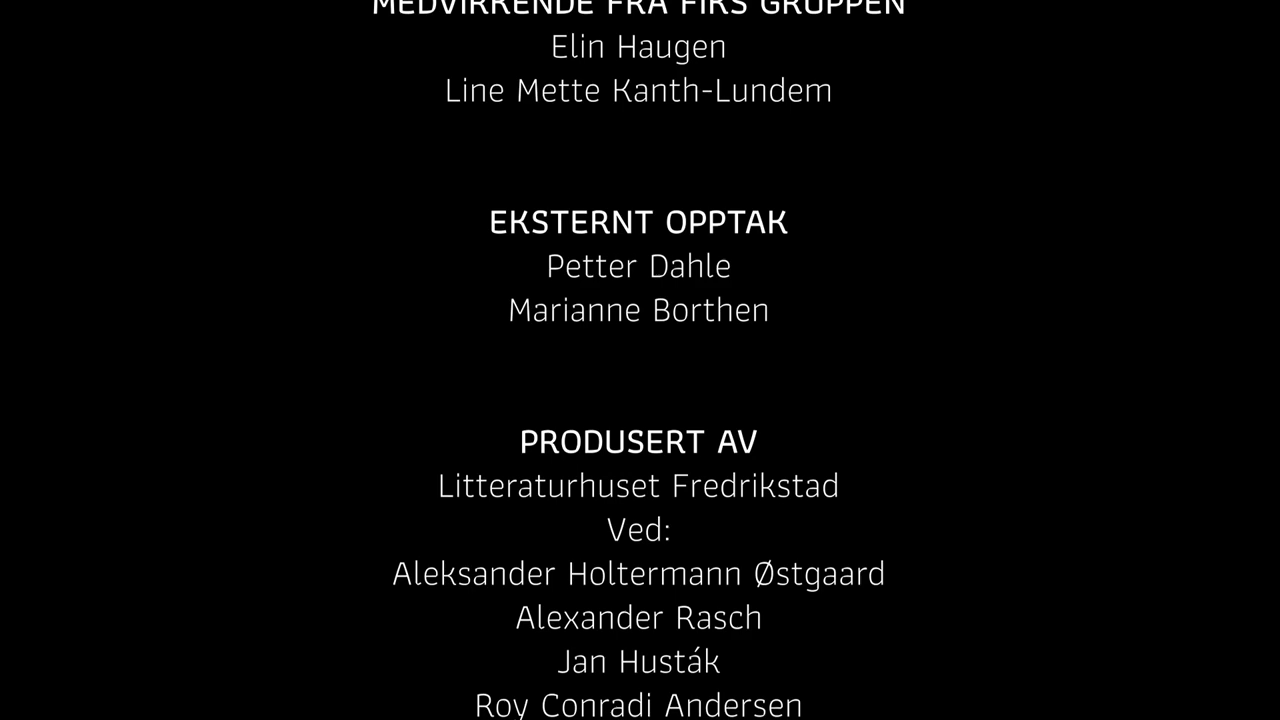 MEDVIRKENDE FRA FIKS GRUPPEN
Elin Haugen
Line Mette Kanth-Lundem
EKSTERNT OPPTAK
Petter Dahle
Marianne Borthen
PRODUSERT AV
Litteraturhuset Fredrikstad
Ved:
Aleksander Holtermann Østgaard
Alexander Rasch
Jan Husták
Roy Conradi Andersen